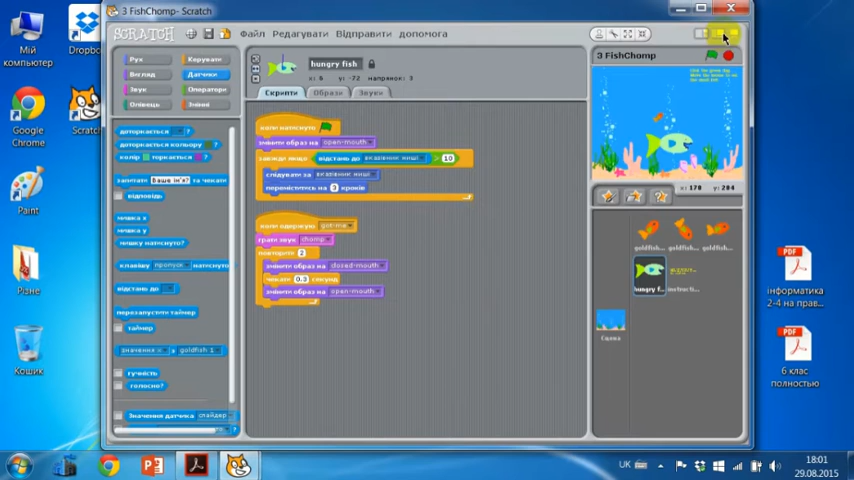 3 FishChomp- Scratch
SCRATCH
Файл
Редагувати
Відправити
допомога
Мій комп'ютер
Dropbo
Google Chrome
Scratc
Paint
Різне
Кошик
Рух
Керувати
Вигляд
Датчики
Звук
Оператори
Олівець
Змінні
hungry fish
x: 6 y: -72 напрямок: 3
Скрипти
Образи
Звуки
доторкається ?
доторкається кольору ?
колір торкається ?
запитати Ваше ім'я? та чекати
відповідь
мишка x
мишка y
мишку натиснуто?
клавішу пропуск натиснуто
відстань до
перезапустити таймер
таймер
значення x з goldfish 1
гучність
голосно?
Значення датчика слайдер
коли натиснуто
змінити образ на open-mouth
завжди якщо відстань до вказівник миші > 10
слідувати за вказівник миші
переміститись на 3 кроків
коли одержую got-me
грати звук chomp
повторити 2
змінити образ на closed-mouth
чекати 0.3 секунд
змінити образ на open-mouth
3 FishChomp
x: 178 y: 284
goldfish...
goldfish...
goldfish...
hungry f...
instructi...
Сцена
інформатика 2-4 на прав...
6 клас полностью
UK
18:01
29.08.2015